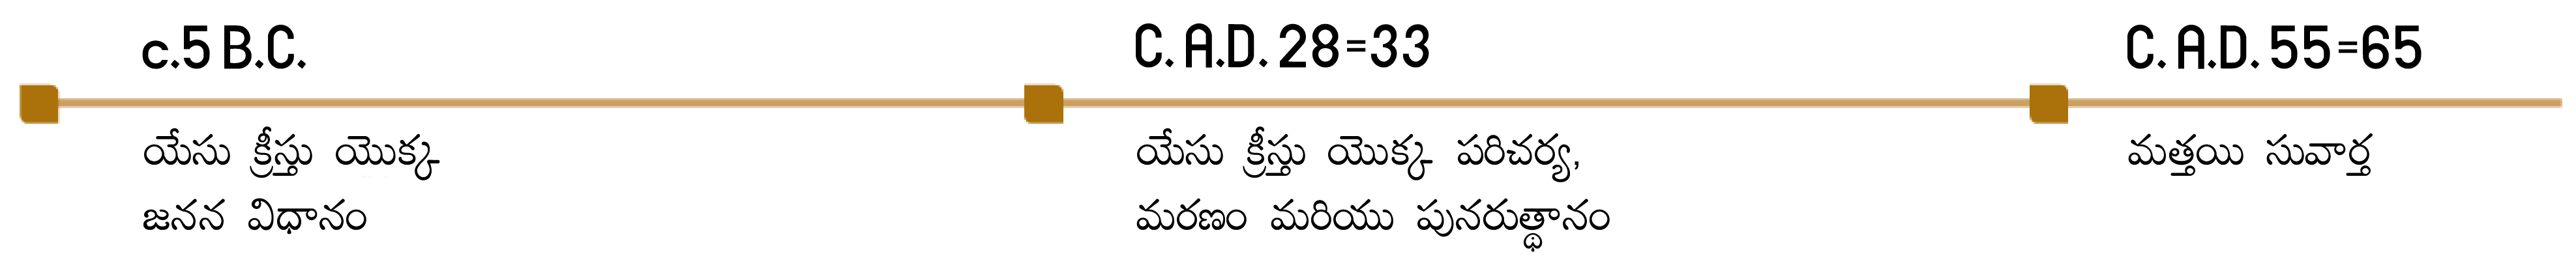 c.5 B.C.
యేసు క్రీస్తు యొక్క
జనన విధానం
C. A.D. 28=33
యేసు క్రీస్తు యొక్క పరిచర్య,
మరణం మరియు పునరుత్థానం
C. A.D. 55=65
మత్తయి సువార్త